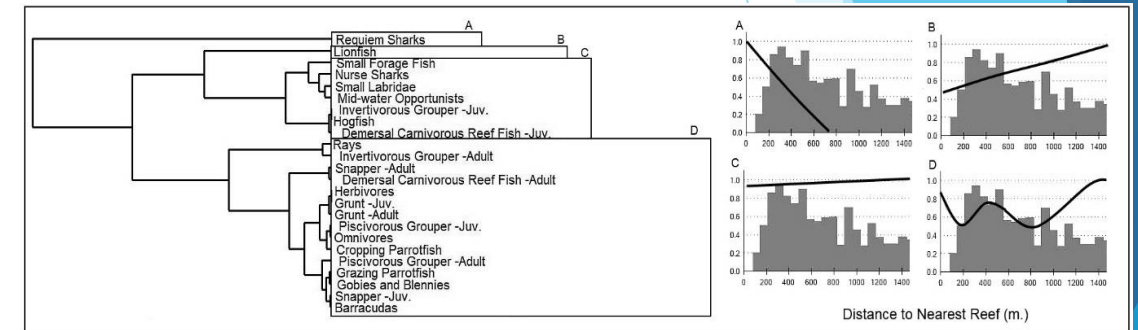 A
Requiem Sharks
B
Lionfish
C
Small Forage Fish
Nurse Sharks
Small Labridae
Mid-water Opportunists
Invertivorous Grouper -Juv.
Hogfish
Demersal Carnivorous Reef Fish -Juv.
D
Rays
Invertivorous Grouper -Adult
Snapper -Adult
Demersal Carnivorous Reef Fish -Adult
Herbivores
Grunt -Juv.
Grunt -Adult
Piscivorous Grouper -Juv.
Omnivores
Cropping Parrotfish
Piscivorous Grouper -Adult
Grazing Parrotfish
Gobies and Blennies
Snapper -Juv.
Barracudas
A
1.0
0.8
0.6
0.4
0.2
0.0
0 200 400 600 800 1000 1200 1400
B
1.0
0.8
0.6
0.4
0.2
0.0
0 200 400 600 800 1000 1200 1400
C
1.0
0.8
0.6
0.4
0.2
0.0
0 200 400 600 800 1000 1200 1400
D
1.0
0.8
0.6
0.4
0.2
0.0
0 200 400 600 800 1000 1200 1400
Distance to Nearest Reef (m.)